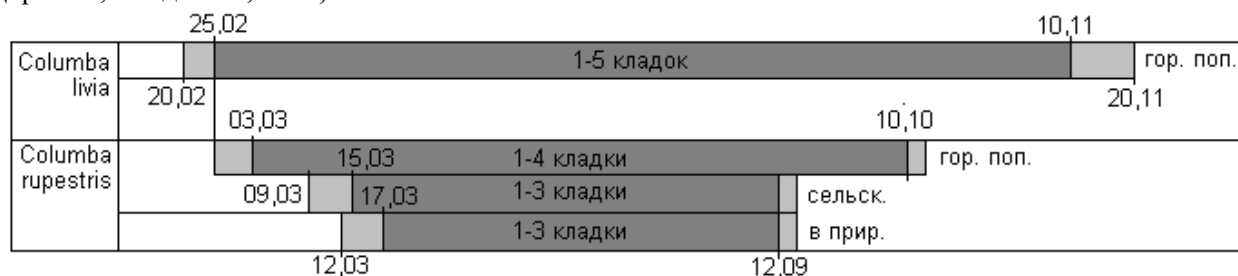 25,02 10,11
Columba livia 1-5 кладок гор. поп.
20,02 20,11
03,03 10,10
Columba rupestris 15,03 1-4 кладки гор. поп.
09,03 17,03 1-3 кладки сельск.
1-3 кладки в прир.
12,03 12,09